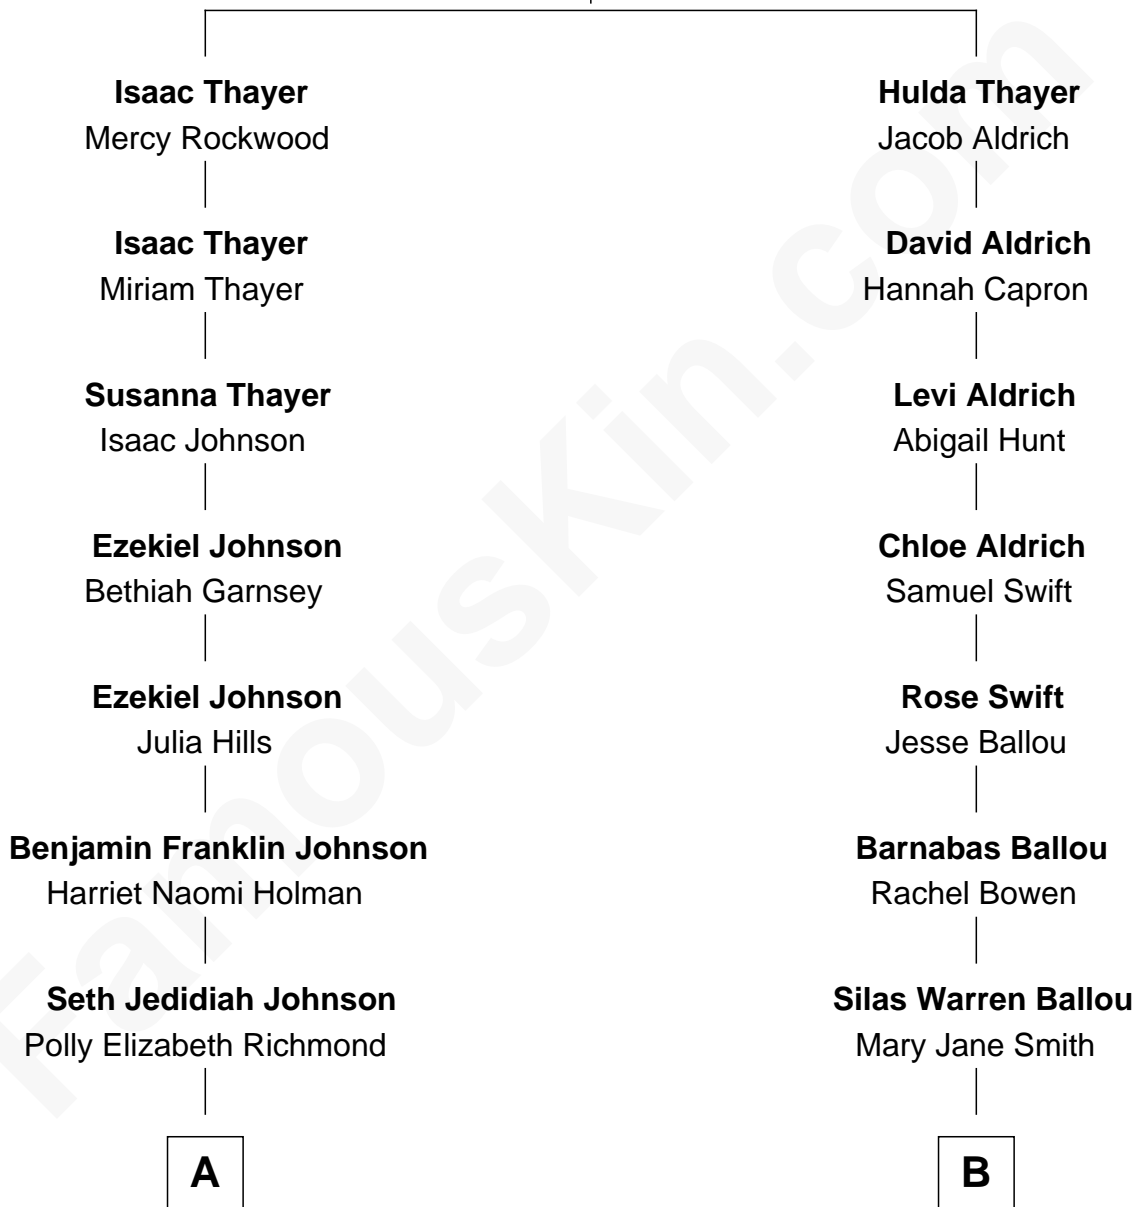 Isaac Thayer
Mercy Rockwood
Isaac Thayer
Miriam Thayer
Susanna Thayer
Isaac Johnson
Ezekiel Johnson
Bethiah Garnsey
Ezekiel Johnson
Julia Hills
Benjamin Franklin Johnson
Harriet Naomi Holman
Seth Jedidiah Johnson
Polly Elizabeth Richmond
A
Hulda Thayer
Jacob Aldrich
David Aldrich
Hannah Capron
Levi Aldrich
Abigail Hunt
Chloe Aldrich
Samuel Swift
Rose Swift
Jesse Ballou
Barnabas Ballou
Rachel Bowen
Silas Warren Ballou
Mary Jane Smith
B
FamousKin.com